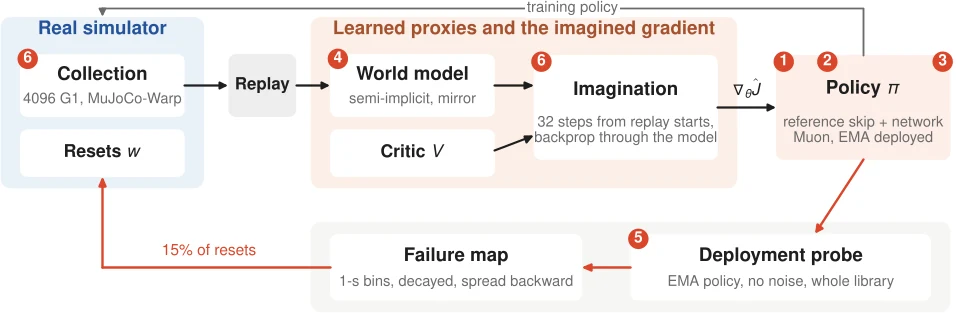 training policy
Real simulator
Learned proxies and the imagined gradient
6
Collection
4096 G1, MuJoCo-Warp
Resets w
Replay
4
World model
semi-implicit, mirror
Critic V
6
Imagination
32 steps from replay starts,
backprop through the model
∇θĴ
1
2
3
Policy π
reference skip + network
Muon, EMA deployed
15% of resets
Failure map
1-s bins, decayed, spread backward
5
Deployment probe
EMA policy, no noise, whole library